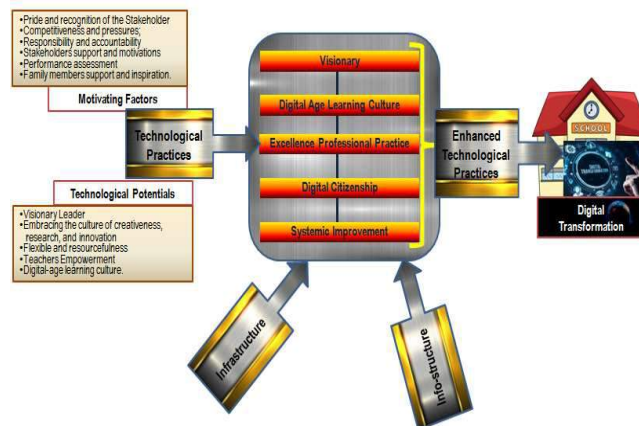 •Pride and recognition of the Stakeholder
•Competitiveness and pressures;
•Responsibility and accountability
•Stakeholders support and motivations
•Performance assessment
•Family members support and inspiration.
Motivating Factors
Technological
Practices
Technological Potentials
•Visionary Leader
•Embracing the culture of creativeness,
research, and innovation
•Flexible and resourcefulness
•Teachers Empowerment
•Digital-age learning culture.
Visionary
Digital Age Learning Culture
Excellence Professional Practice
Digital Citizenship
Systemic Improvement
Infrastructure
Info-structure
Enhanced
Technological
Practices
SCHOOL
Digital
Transformation